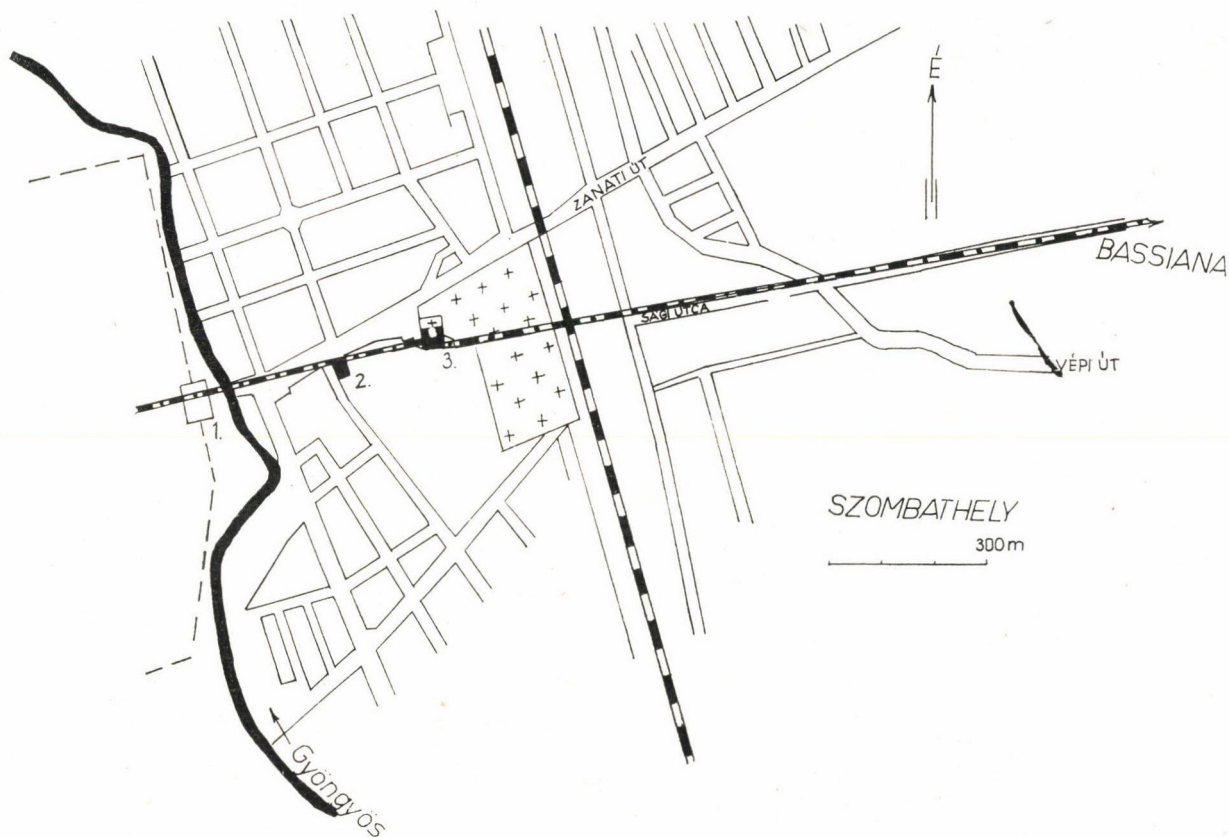 É
ZANATI ÚT
BASSIANA
SÁGI UTCA
VÉPI ÚT
3.
2.
1.
SZOMBATHELY
300 m
Gyöngyös